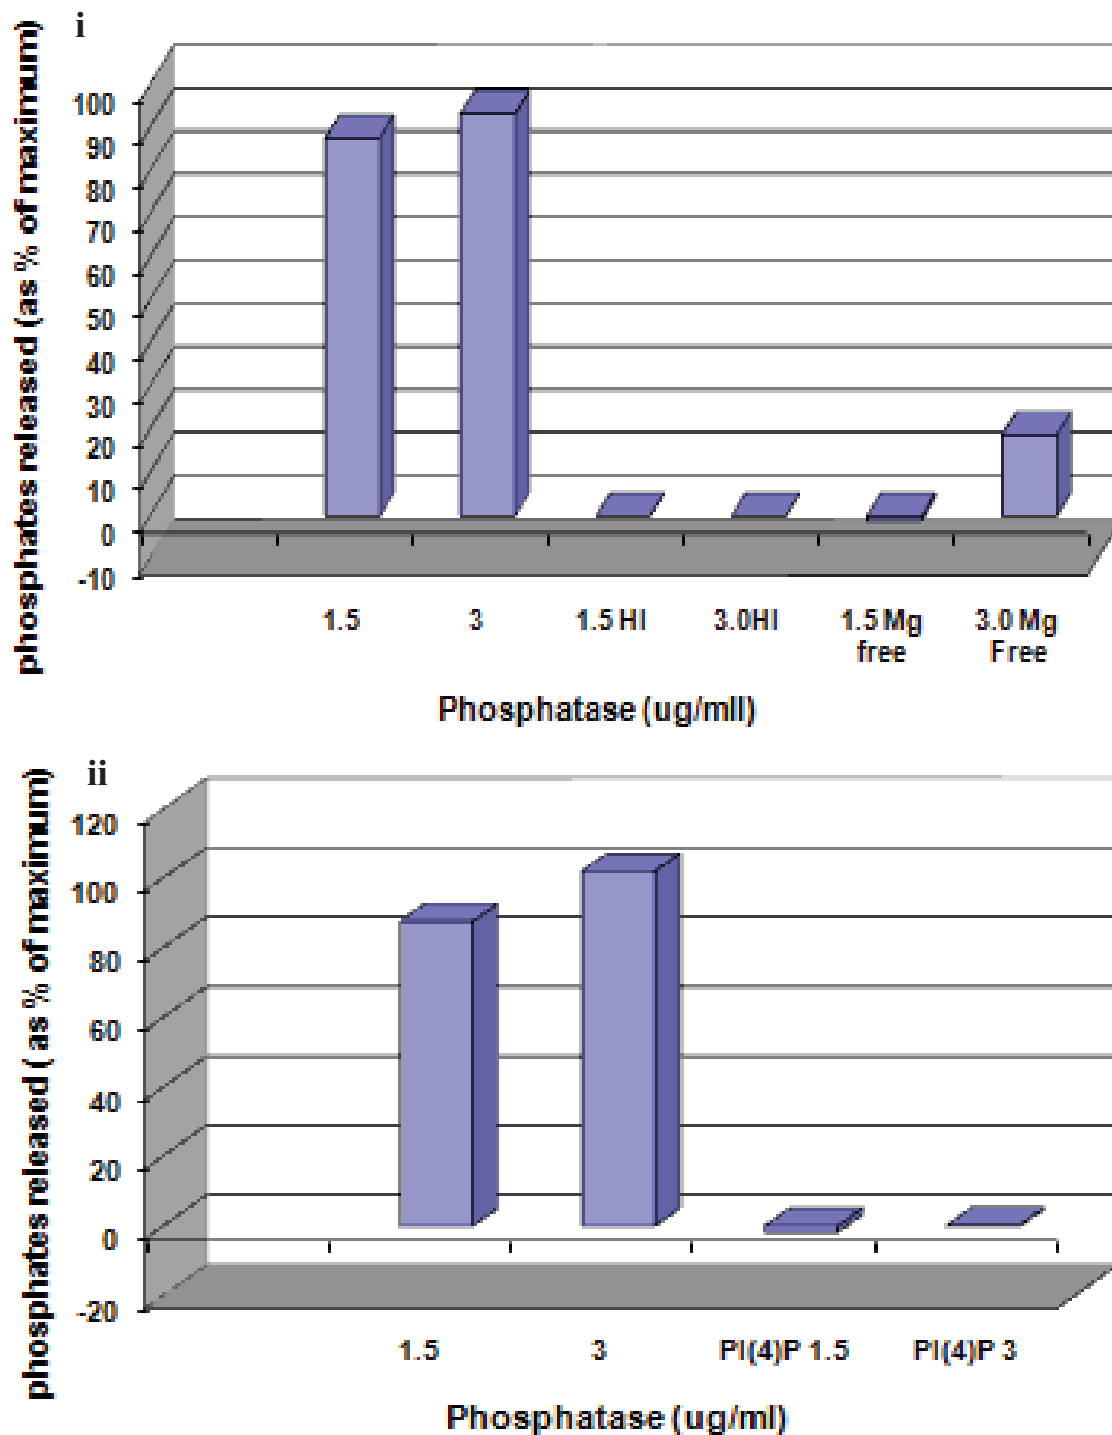 i
phosphates released (as % of maximum)
100
90
80
70
60
50
40
30
20
10
0
-10
1.5
3
1.5 HI
3.0HI
1.5 Mg
free
3.0 Mg
Free
Phosphatase (ug/mll)
ii
phosphates released ( as % of maximum)
120
100
80
60
40
20
0
-20
1.5
3
PI(4)P 1.5
PI(4)P 3
Phosphatase (ug/ml)